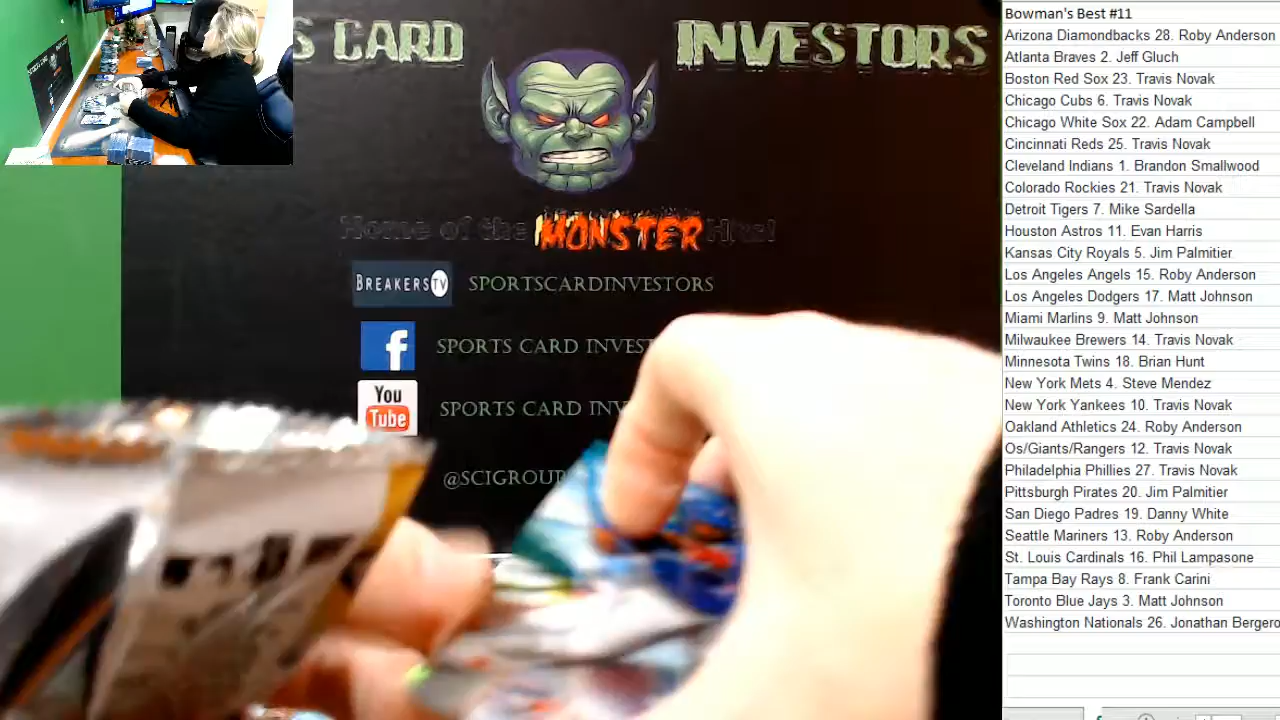 S CARD INVESTORS
Home of the MONSTER Hits!
BREAKERS TV SPORTSCARDINVESTORS
f SPORTS CARD INVEST
You Tube SPORTS CARD INV
@SCIGROUP
Bowman's Best #11
Arizona Diamondbacks 28. Roby Anderson
Atlanta Braves 2. Jeff Gluch
Boston Red Sox 23. Travis Novak
Chicago Cubs 6. Travis Novak
Chicago White Sox 22. Adam Campbell
Cincinnati Reds 25. Travis Novak
Cleveland Indians 1. Brandon Smallwood
Colorado Rockies 21. Travis Novak
Detroit Tigers 7. Mike Sardella
Houston Astros 11. Evan Harris
Kansas City Royals 5. Jim Palmitier
Los Angeles Angels 15. Roby Anderson
Los Angeles Dodgers 17. Matt Johnson
Miami Marlins 9. Matt Johnson
Milwaukee Brewers 14. Travis Novak
Minnesota Twins 18. Brian Hunt
New York Mets 4. Steve Mendez
New York Yankees 10. Travis Novak
Oakland Athletics 24. Roby Anderson
Os/Giants/Rangers 12. Travis Novak
Philadelphia Phillies 27. Travis Novak
Pittsburgh Pirates 20. Jim Palmitier
San Diego Padres 19. Danny White
Seattle Mariners 13. Roby Anderson
St. Louis Cardinals 16. Phil Lampasone
Tampa Bay Rays 8. Frank Carini
Toronto Blue Jays 3. Matt Johnson
Washington Nationals 26. Jonathan Bergero